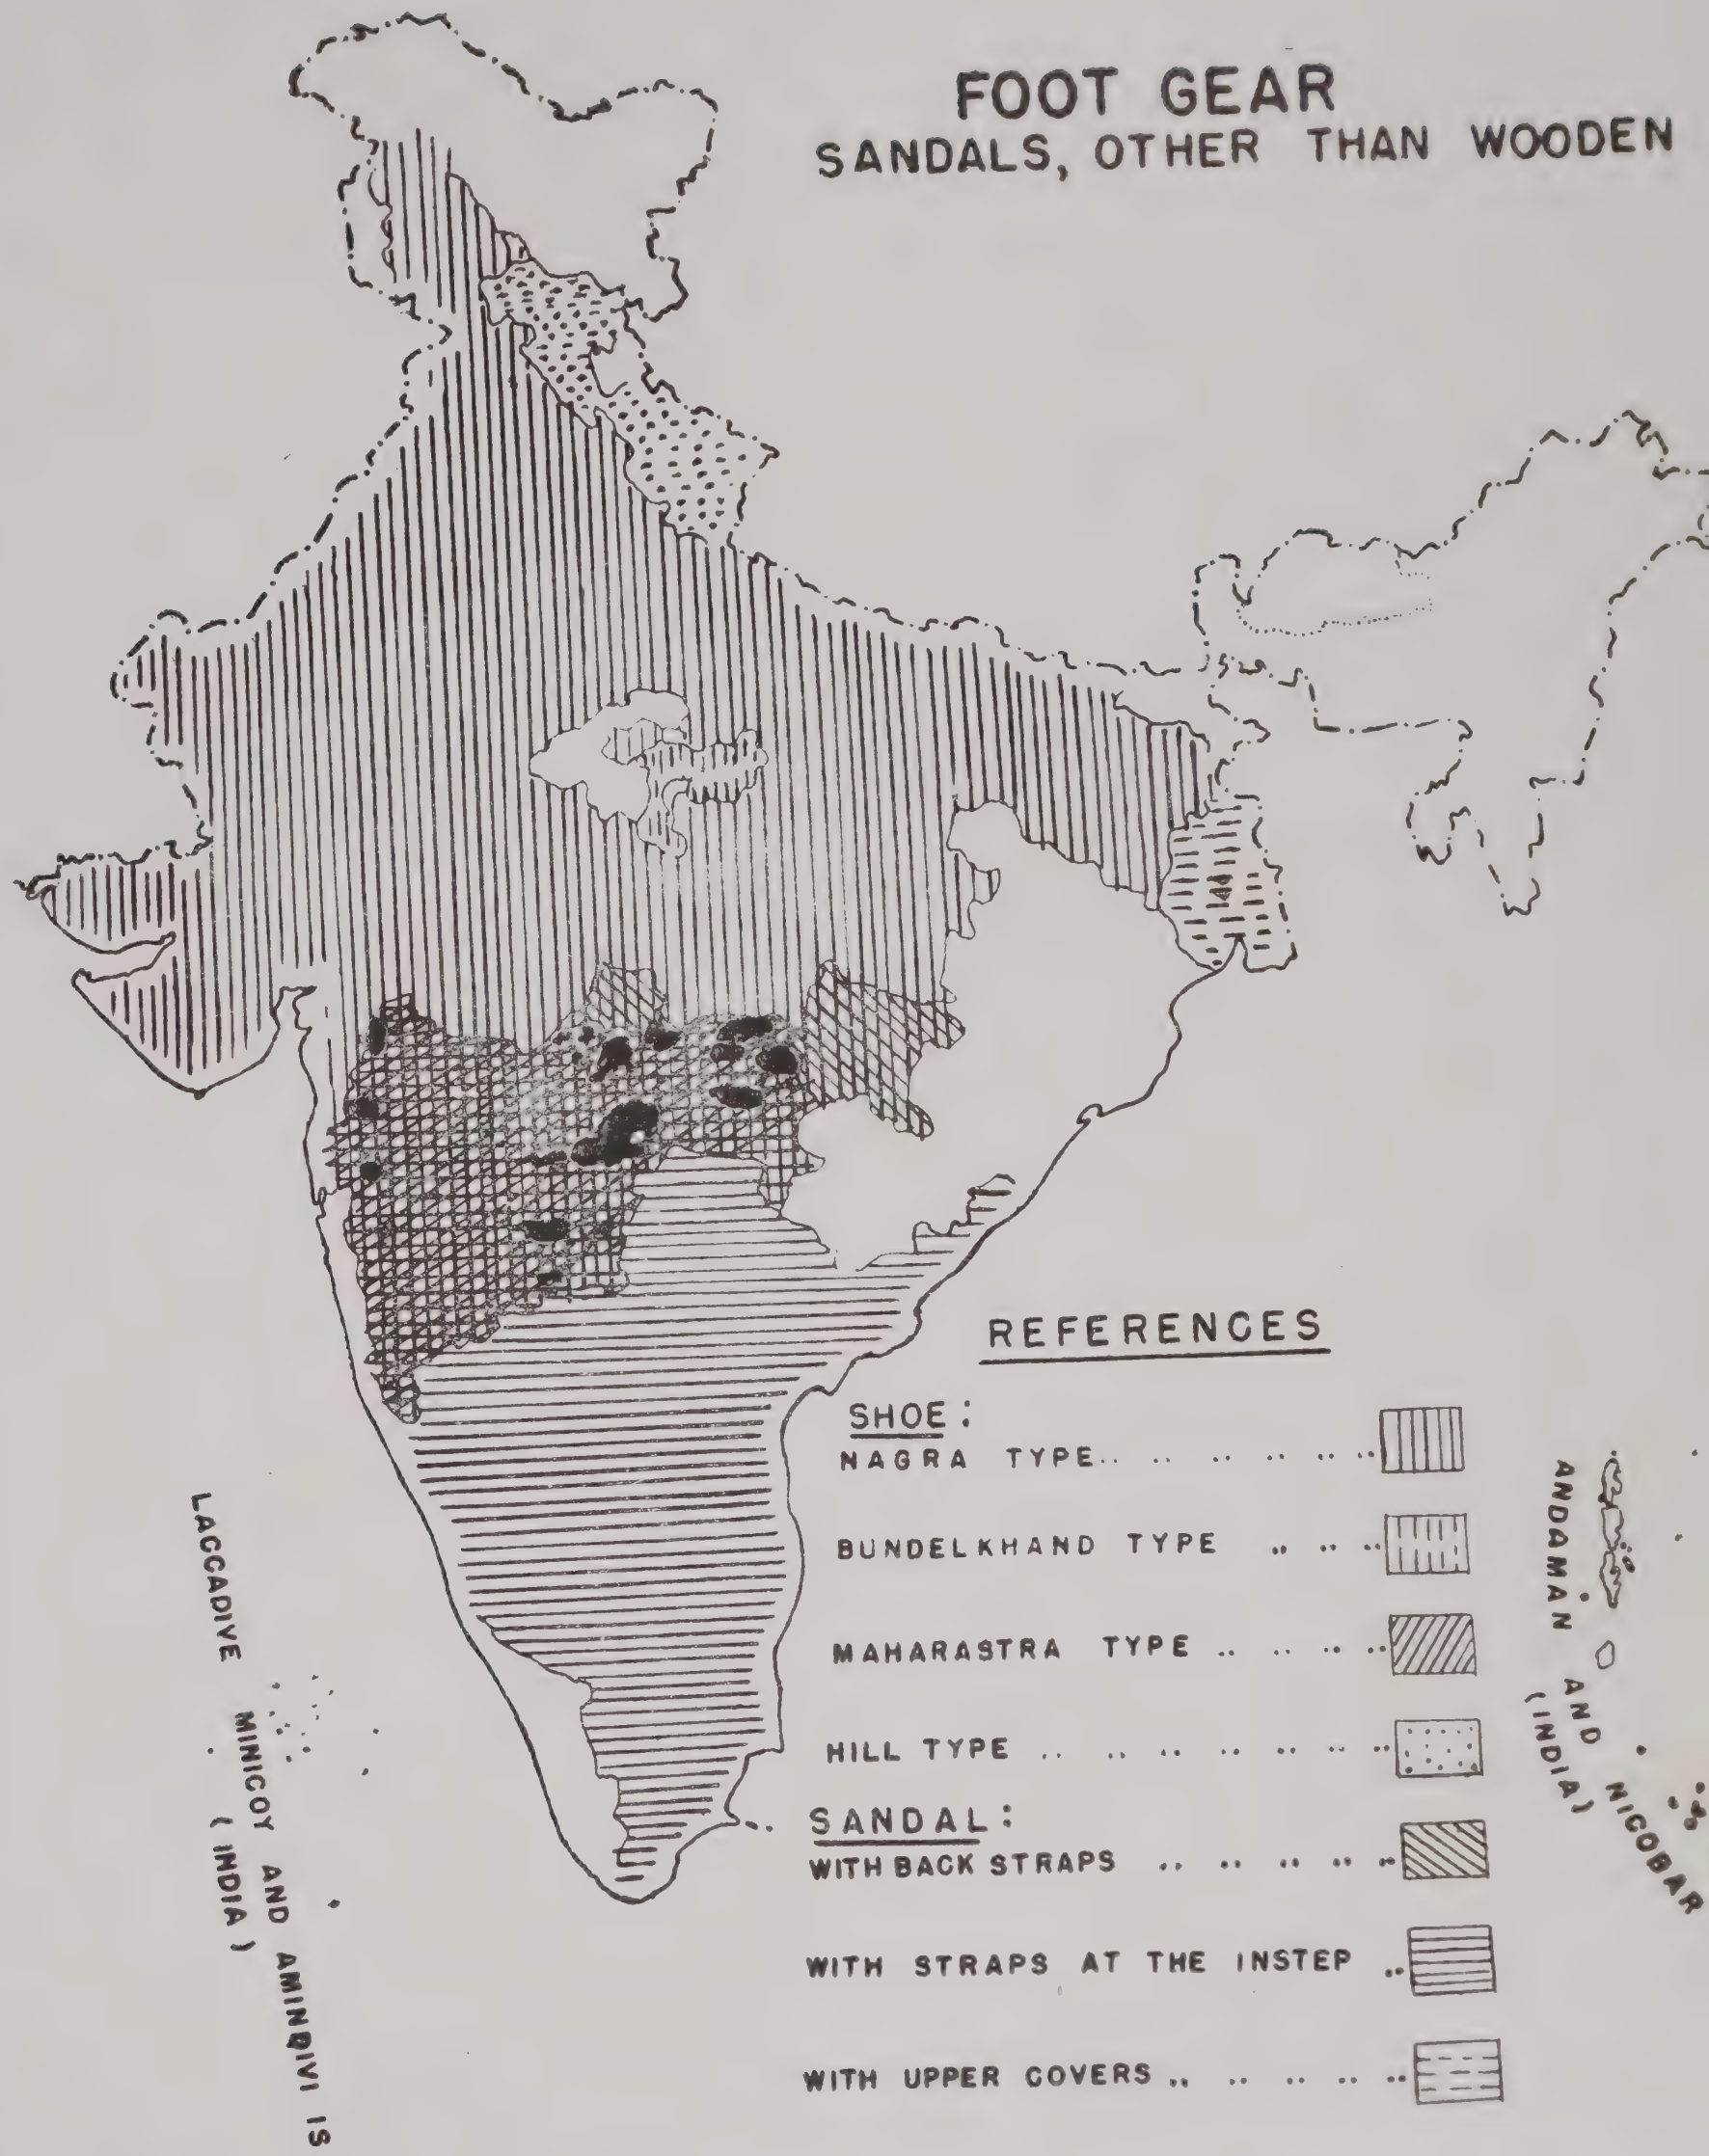 FOOT GEAR
SANDALS, OTHER THAN WOODEN
REFERENCES
SHOE:
NAGRA TYPE.. .. .. .. .. ..
BUNDELKHAND TYPE .. .. ..
MAHARASTRA TYPE .. .. .. ..
HILL TYPE .. .. .. .. .. .. ..
SANDAL:
WITH BACK STRAPS .. .. .. .. ..
WITH STRAPS AT THE INSTEP ..
WITH UPPER COVERS .. .. .. .. ..
LACCADIVE MINICOY AND AMINDIVI IS
(INDIA)
ANDAMAN AND NICOBAR
(INDIA)